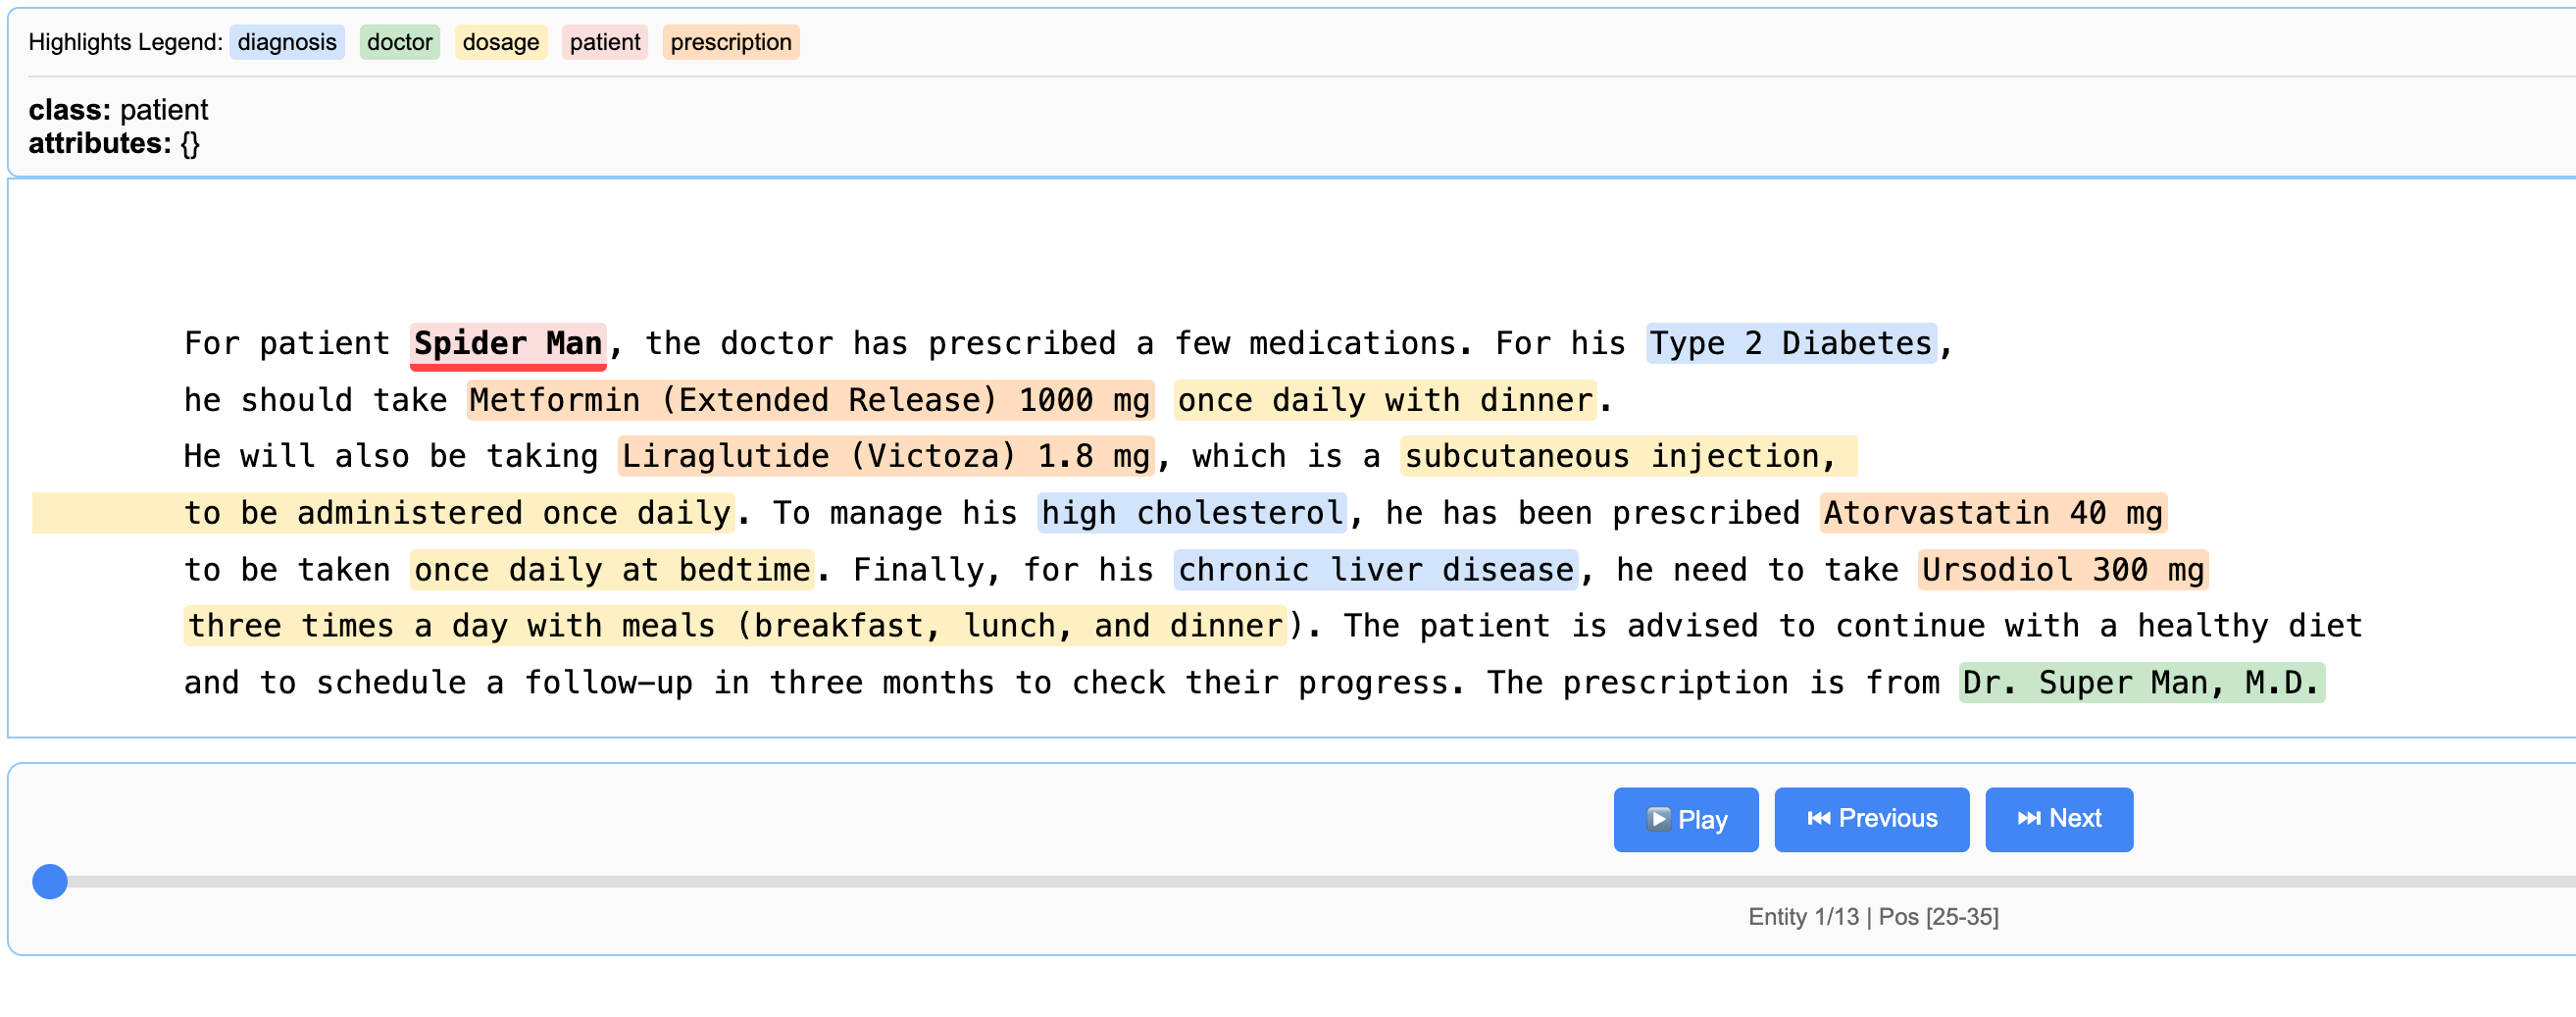 Highlights Legend: diagnosis doctor dosage patient prescription
class: patient
attributes: {}
For patient Spider Man, the doctor has prescribed a few medications. For his Type 2 Diabetes,
he should take Metformin (Extended Release) 1000 mg once daily with dinner.
He will also be taking Liraglutide (Victoza) 1.8 mg, which is a subcutaneous injection,
to be administered once daily. To manage his high cholesterol, he has been prescribed Atorvastatin 40 mg
to be taken once daily at bedtime. Finally, for his chronic liver disease, he need to take Ursodiol 300 mg
three times a day with meals (breakfast, lunch, and dinner). The patient is advised to continue with a healthy diet
and to schedule a follow-up in three months to check their progress. The prescription is from Dr. Super Man, M.D.
▶️ Play ⏮ Previous ⏭ Next
Entity 1/13 | Pos [25-35]